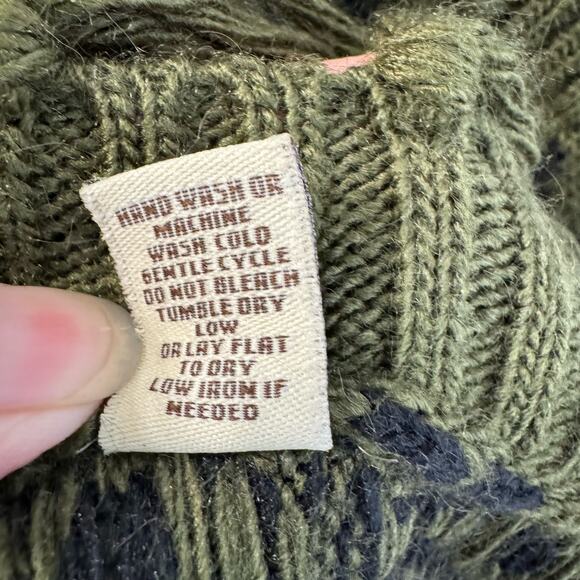 HAND WASH OR
MACHINE
WASH COLD
GENTLE CYCLE
DO NOT BLEACH
TUMBLE DRY
LOW
OR LAY FLAT
TO DRY
LOW IRON IF
NEEDED